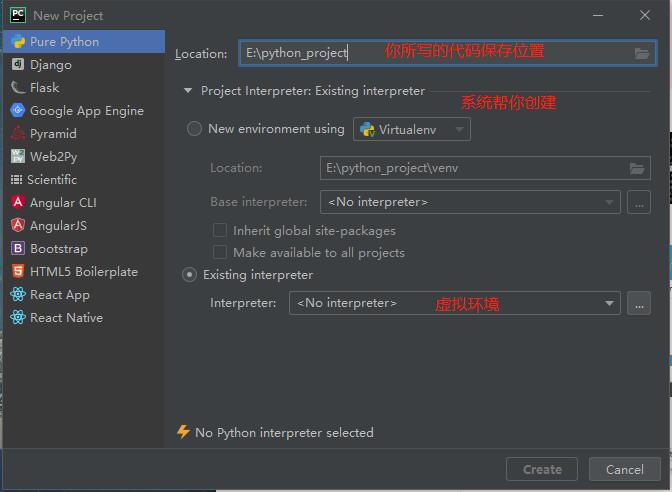 New Project
Pure Python
Django
Flask
Google App Engine
Pyramid
Web2Py
Scientific
Angular CLI
AngularJS
Bootstrap
HTML5 Boilerplate
React App
React Native
Location: E:\python_project 你所写的代码保存位置
Project Interpreter: Existing interpreter
系统帮你创建
New environment using Virtualenv
Location: E:\python_project\venv
Base interpreter: <No interpreter> ...
Inherit global site-packages
Make available to all projects
Existing interpreter
Interpreter: <No interpreter> 虚拟环境 ...
No Python interpreter selected
Create Cancel